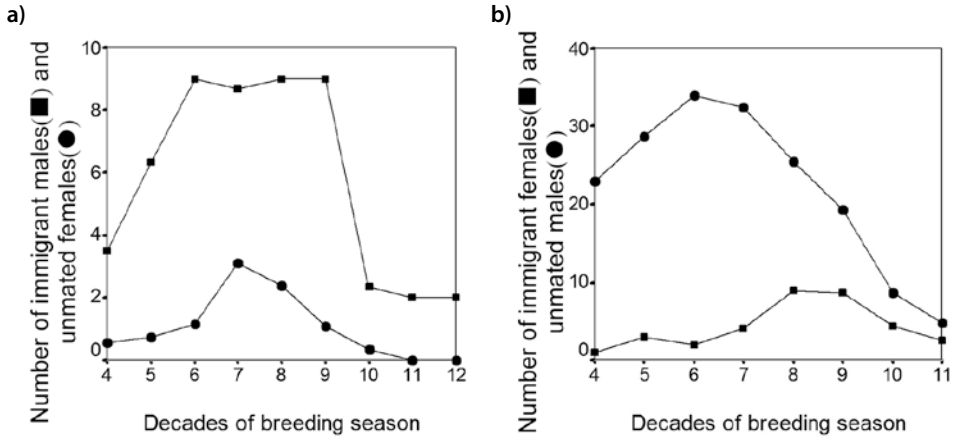 a)
Number of immigrant males(■) and
unmated females(●)
10
8
6
4
2
0
4 5 6 7 8 9 10 11 12
Decades of breeding season
b)
Number of immigrant females(■) and
unmated males(●)
40
30
20
10
0
4 5 6 7 8 9 10 11
Decades of breeding season